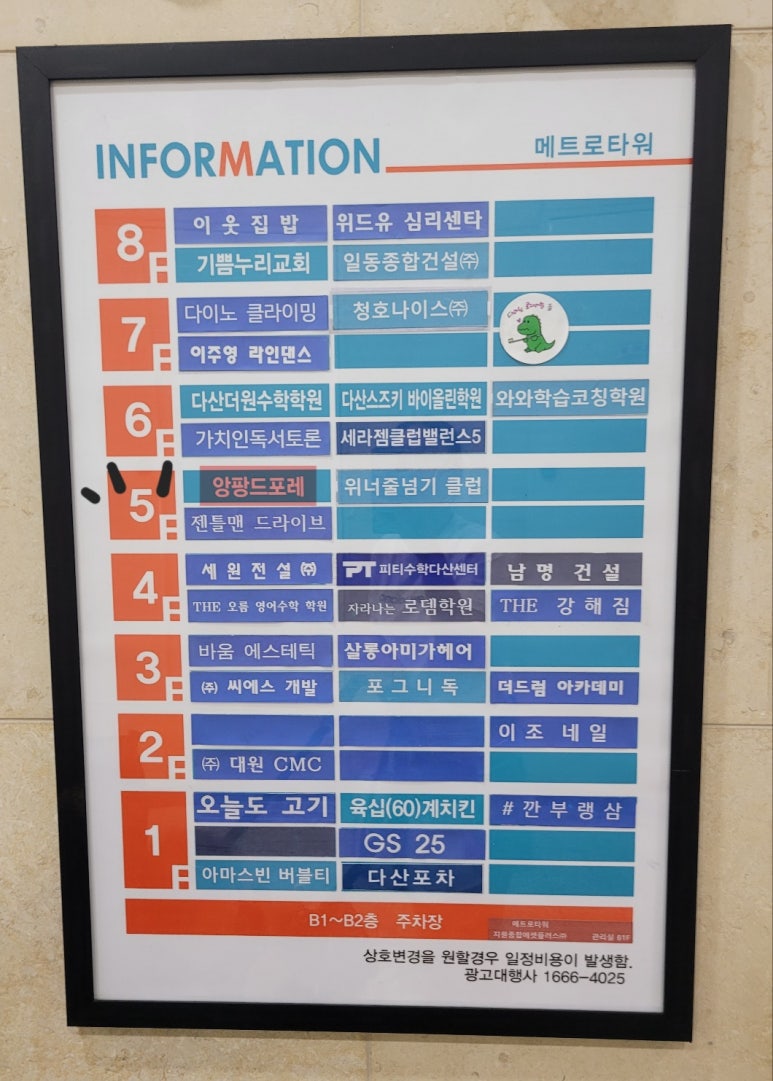 INFORMATION
메트로타워
8F
이웃집밥 위드유 심리센타
기쁨누리교회 일동종합건설㈜
7F
다이노 클라이밍 청호나이스㈜
이주영 라인댄스
6F
다산더원수학학원 다산스즈키 바이올린학원 와와학습코칭학원
가치인독서토론 세라젬클럽밸런스5
5F
앙팡드포레 위너줄넘기 클럽
젠틀맨 드라이브
4F
세원전설㈜ PT 피티수학다산센터 남명 건설
THE 오름 영어수학 학원 자라나는 로뎀학원 THE 강해짐
3F
바움 에스테틱 살롱아미가헤어
㈜ 씨에스 개발 포그니독 더드럼 아카데미
2F
이조네일
㈜ 대원 CMC
1F
오늘도 고기 육십(60)계치킨 #깐부랭삼
GS 25
아마스빈 버블티 다산포차
B1~B2층 주차장
메트로타워
관리실 B1F
상호변경을 원할경우 일정비용이 발생함.
광고대행사 1666-4025